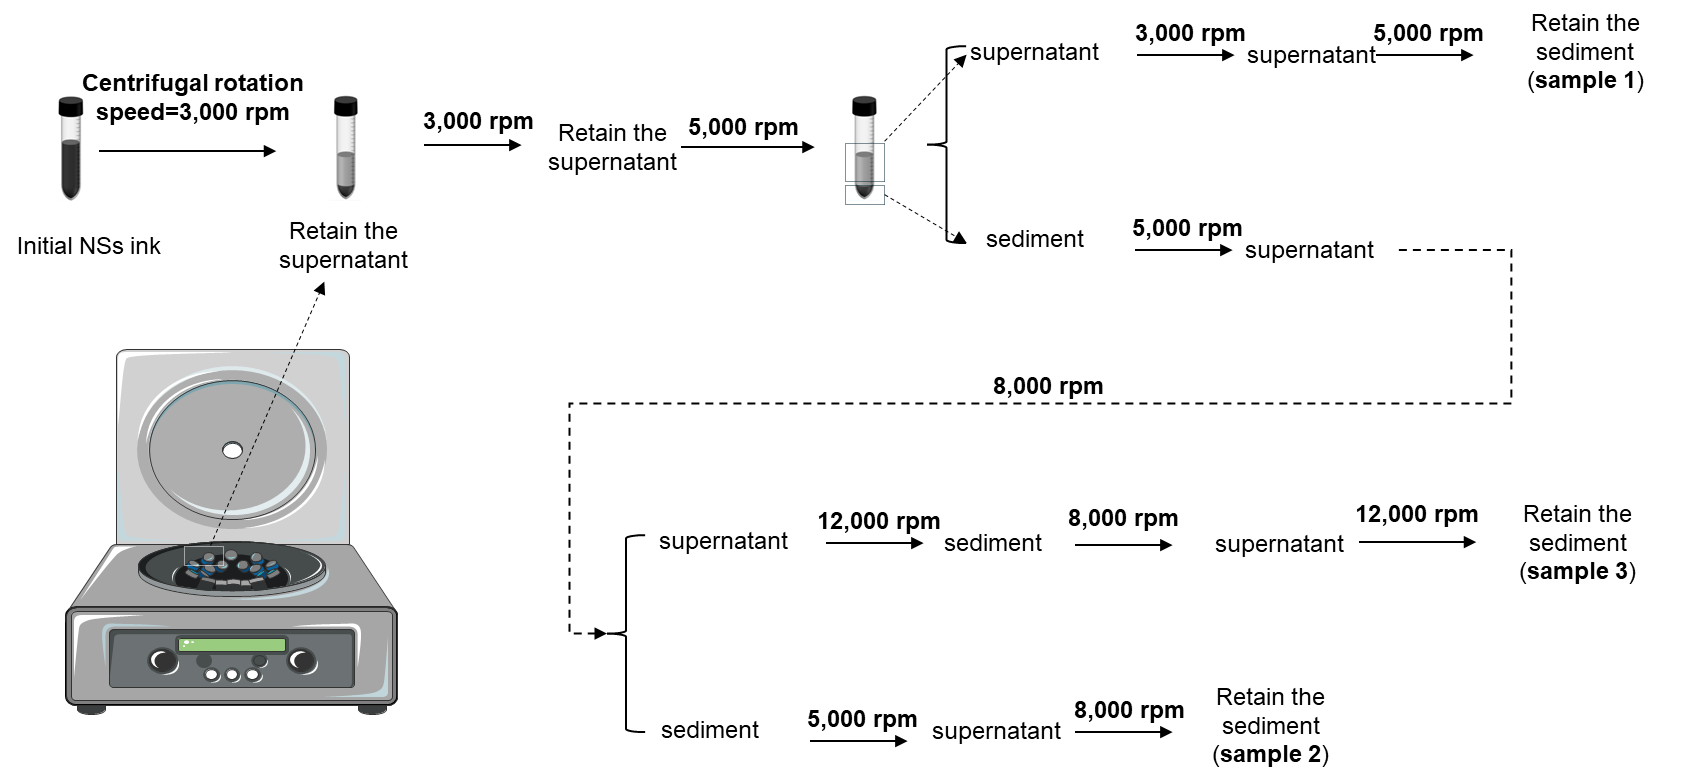 Centrifugal rotation
speed=3,000 rpm
Initial NSs ink
Retain the
supernatant
3,000 rpm
Retain the
supernatant
5,000 rpm
supernatant
3,000 rpm
supernatant
5,000 rpm
Retain the
sediment
(sample 1)
sediment
5,000 rpm
supernatant
8,000 rpm
supernatant
12,000 rpm
sediment
8,000 rpm
supernatant
12,000 rpm
Retain the
sediment
(sample 3)
sediment
5,000 rpm
supernatant
8,000 rpm
Retain the
sediment
(sample 2)